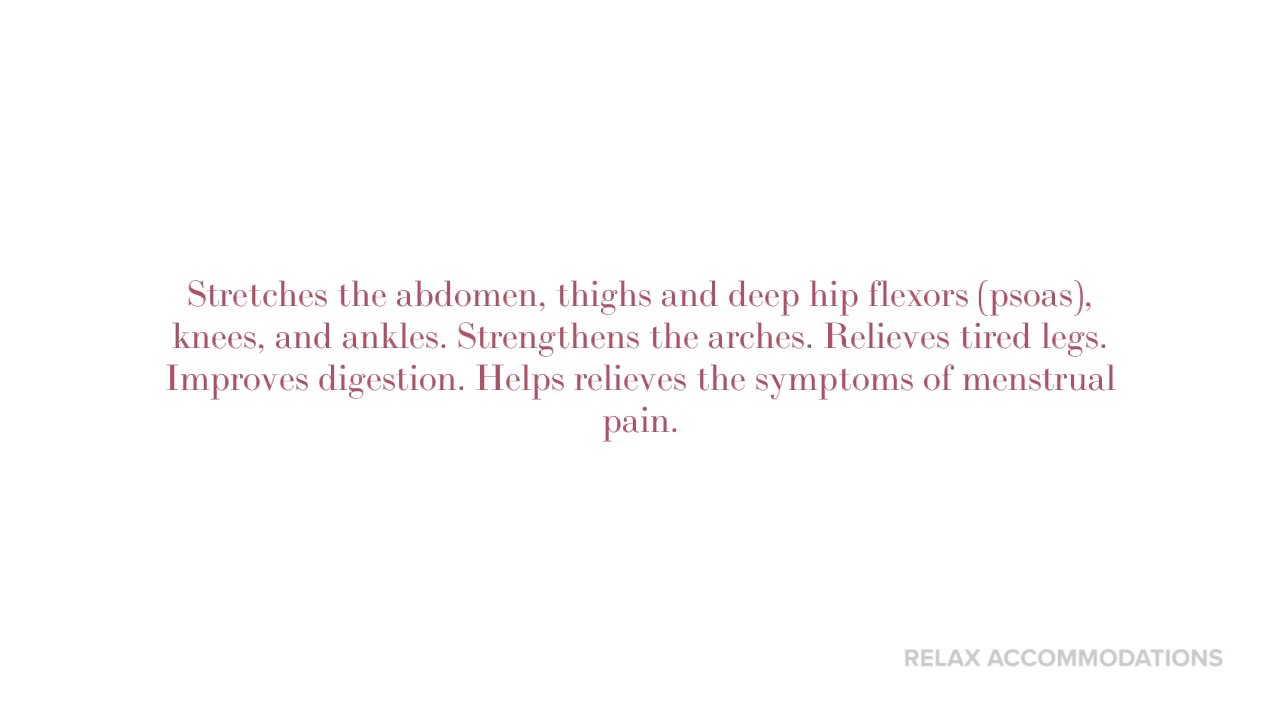 Stretches the abdomen, thighs and deep hip flexors (psoas),
knees, and ankles. Strengthens the arches. Relieves tired legs.
Improves digestion. Helps relieves the symptoms of menstrual
pain.
RELAX ACCOMMODATIONS